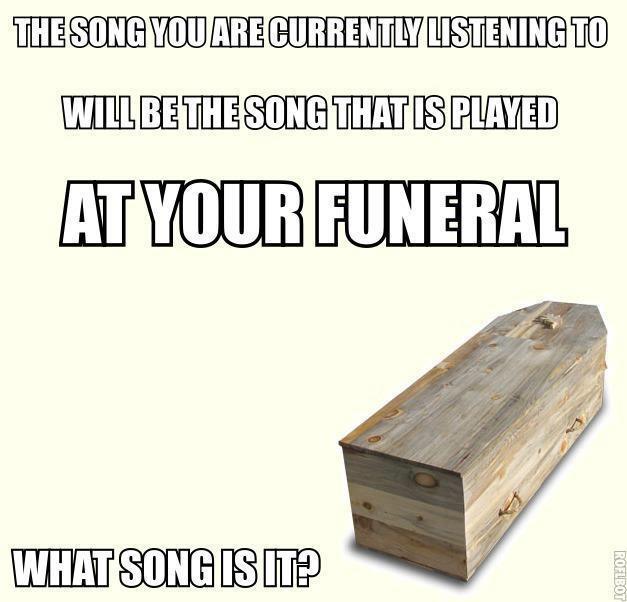 THE SONG YOU ARE CURRENTLY LISTENING TO
WILL BE THE SONG THAT IS PLAYED
AT YOUR FUNERAL
WHAT SONG IS IT?
ROFLBOT